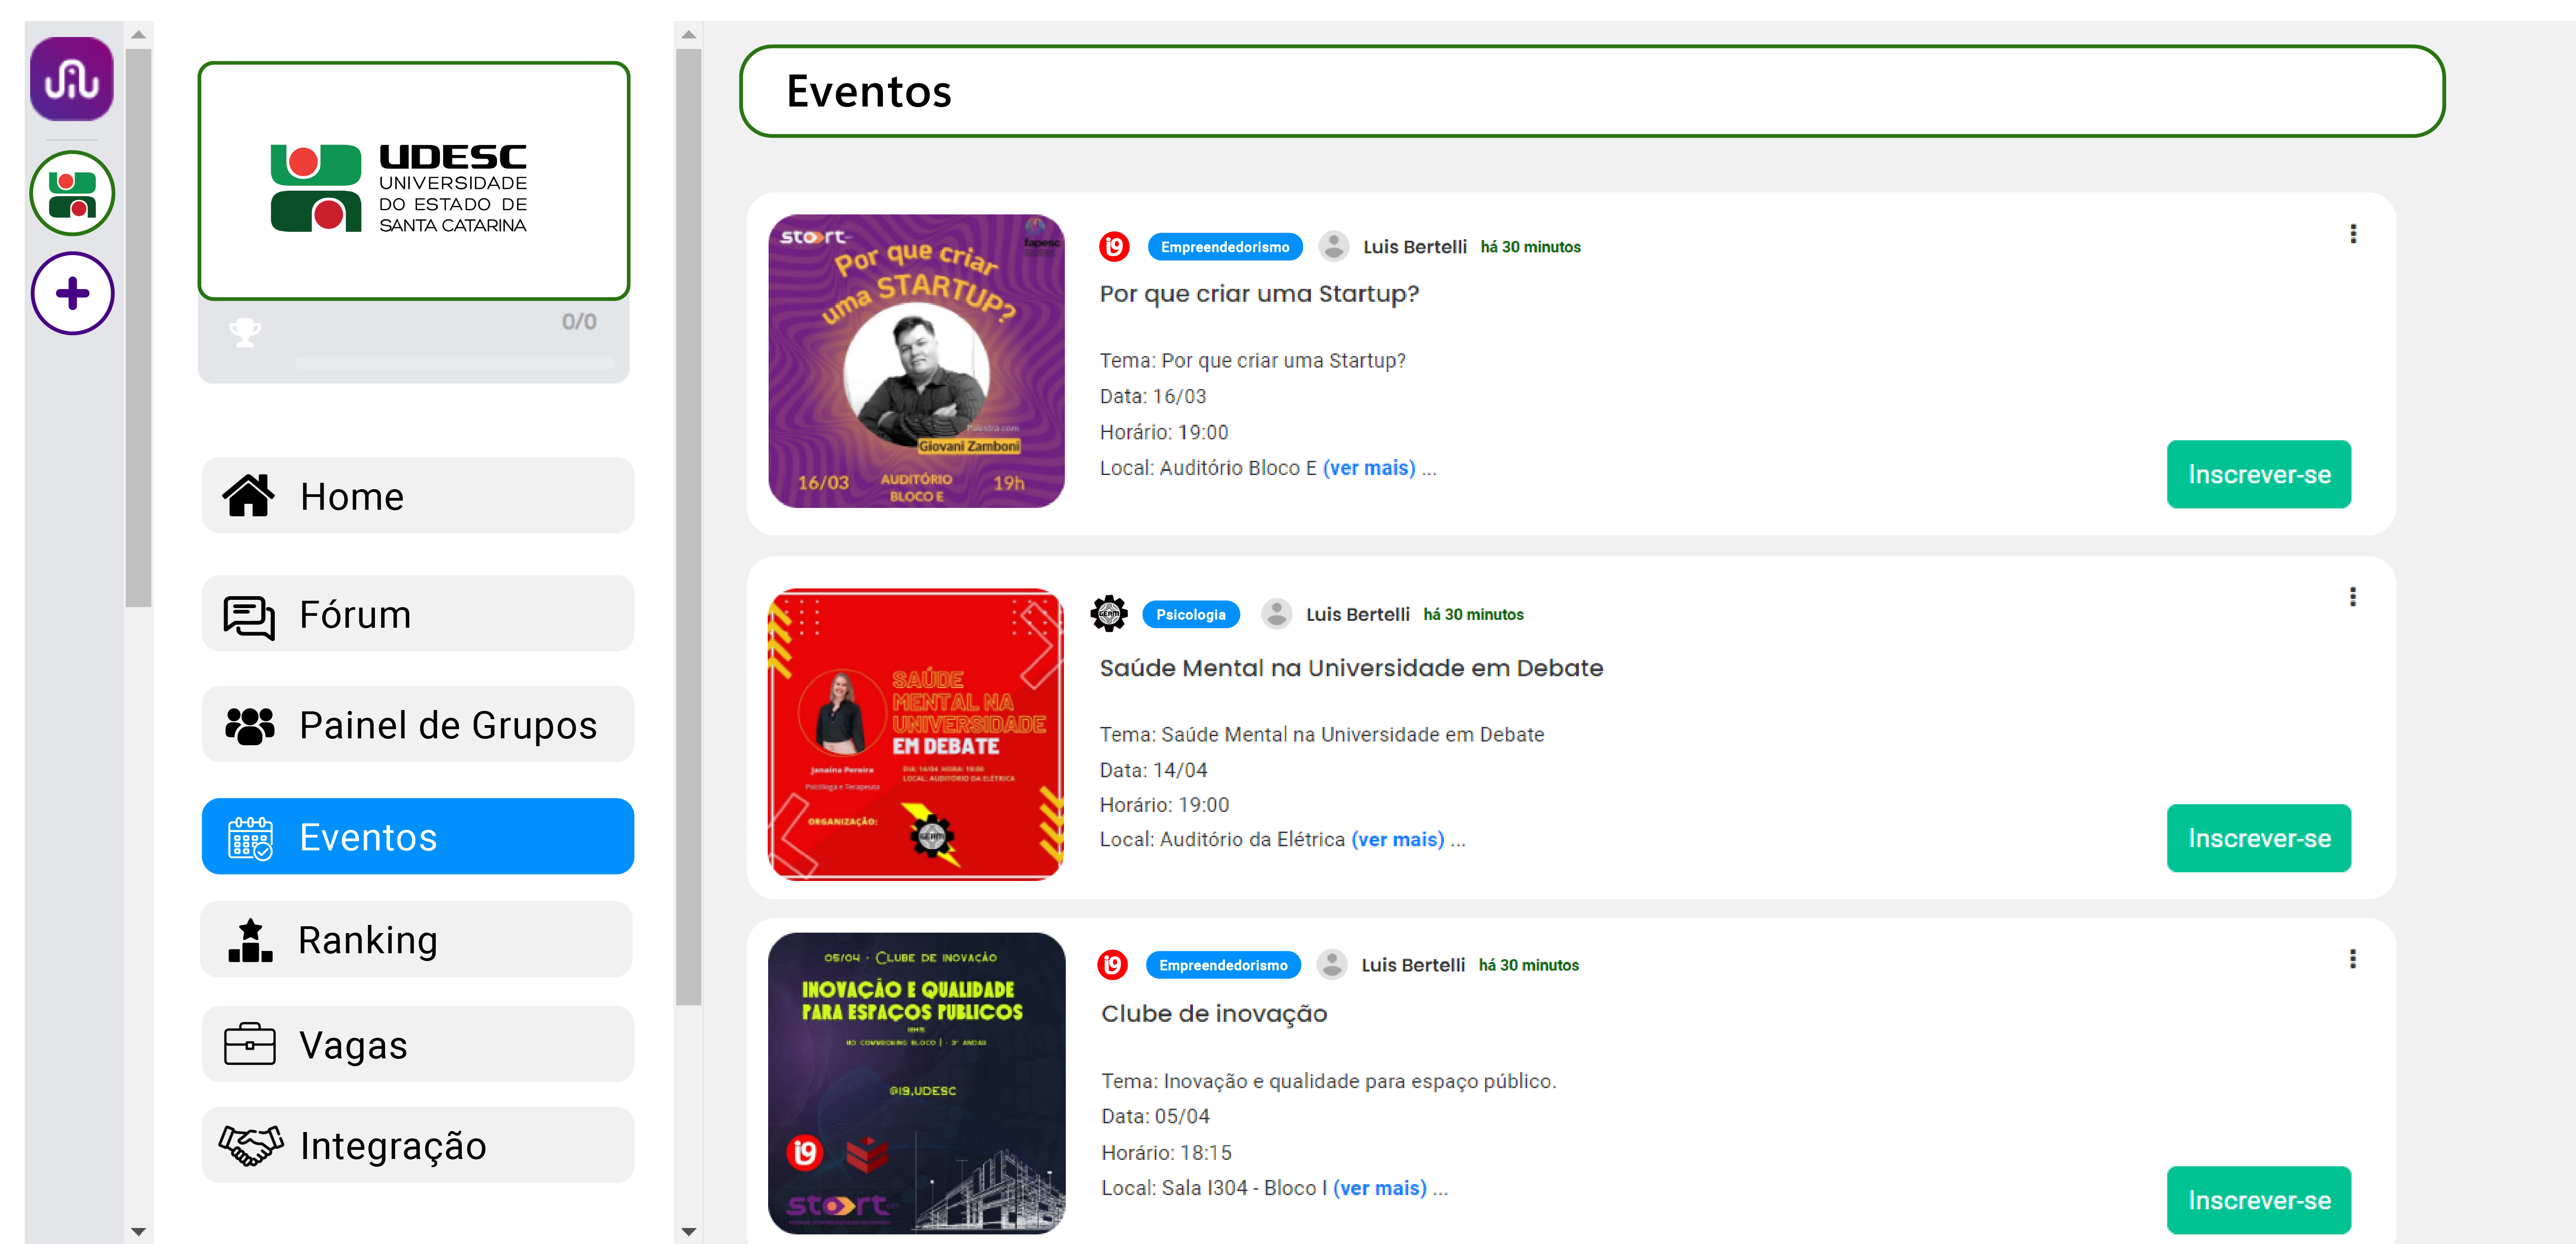 UDESC
UNIVERSIDADE
DO ESTADO DE
SANTA CATARINA
0/0
Home
Fórum
Painel de Grupos
Eventos
Ranking
Vagas
Integração
Eventos
start
fapesc
Por que criar
uma STARTUP?
Palestra com
Giovani Zamboni
16/03
AUDITÓRIO
BLOCO E
19h
i9
Empreendedorismo
Luis Bertelli
há 30 minutos
Por que criar uma Startup?
Tema: Por que criar uma Startup?
Data: 16/03
Horário: 19:00
Local: Auditório Bloco E (ver mais) ...
Inscrever-se
SAÚDE
MENTAL NA
UNIVERSIDADE
EM DEBATE
Janaina Pereira
Psicóloga e Terapeuta
DIA: 14/04 HORA: 19:00
LOCAL: AUDITÓRIO DA ELÉTRICA
ORGANIZAÇÃO:
GERM
GERM
Psicologia
Luis Bertelli
há 30 minutos
Saúde Mental na Universidade em Debate
Tema: Saúde Mental na Universidade em Debate
Data: 14/04
Horário: 19:00
Local: Auditório da Elétrica (ver mais) ...
Inscrever-se
05/04 · CLUBE DE INOVAÇÃO
INOVAÇÃO E QUALIDADE
PARA ESPAÇOS PUBLICOS
18H15
NO COWWORKING BLOCO I · 3° ANDAR
@I9.UDESC
i9
start
i9
Empreendedorismo
Luis Bertelli
há 30 minutos
Clube de inovação
Tema: Inovação e qualidade para espaço público.
Data: 05/04
Horário: 18:15
Local: Sala I304 - Bloco I (ver mais) ...
Inscrever-se